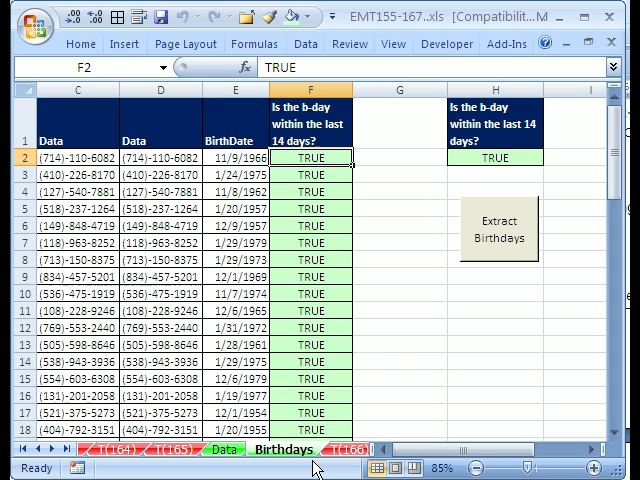 EMT155-167..xls [Compatibilit... M
Home Insert Page Layout Formulas Data Review View Developer Add-Ins
F2 fx TRUE
C D E F G H I
1 Data Data BirthDate Is the b-day within the last 14 days? Is the b-day within the last 14 days?
2 (714)-110-6082 (714)-110-6082 11/9/1966 TRUE TRUE
3 (410)-226-8170 (410)-226-8170 1/24/1975 TRUE
4 (127)-540-7881 (127)-540-7881 11/8/1962 TRUE
5 (518)-237-1264 (518)-237-1264 1/20/1957 TRUE
6 (149)-848-4719 (149)-848-4719 12/9/1957 TRUE
7 (118)-963-8252 (118)-963-8252 1/29/1979 TRUE
8 (713)-150-8375 (713)-150-8375 1/29/1973 TRUE
9 (834)-457-5201 (834)-457-5201 12/1/1969 TRUE
10 (536)-475-1919 (536)-475-1919 11/7/1974 TRUE
11 (108)-228-9246 (108)-228-9246 12/6/1965 TRUE
12 (769)-553-2440 (769)-553-2440 1/31/1972 TRUE
13 (505)-598-8646 (505)-598-8646 1/28/1961 TRUE
14 (538)-943-3936 (538)-943-3936 1/29/1975 TRUE
15 (554)-603-6308 (554)-603-6308 12/6/1979 TRUE
16 (131)-201-2058 (131)-201-2058 1/19/1977 TRUE
17 (521)-375-5273 (521)-375-5273 12/1/1954 TRUE
18 (404)-792-3151 (404)-792-3151 1/20/1955 TRUE
Extract
Birthdays
T(164) T(165) Data Birthdays T(166)
Ready 85%